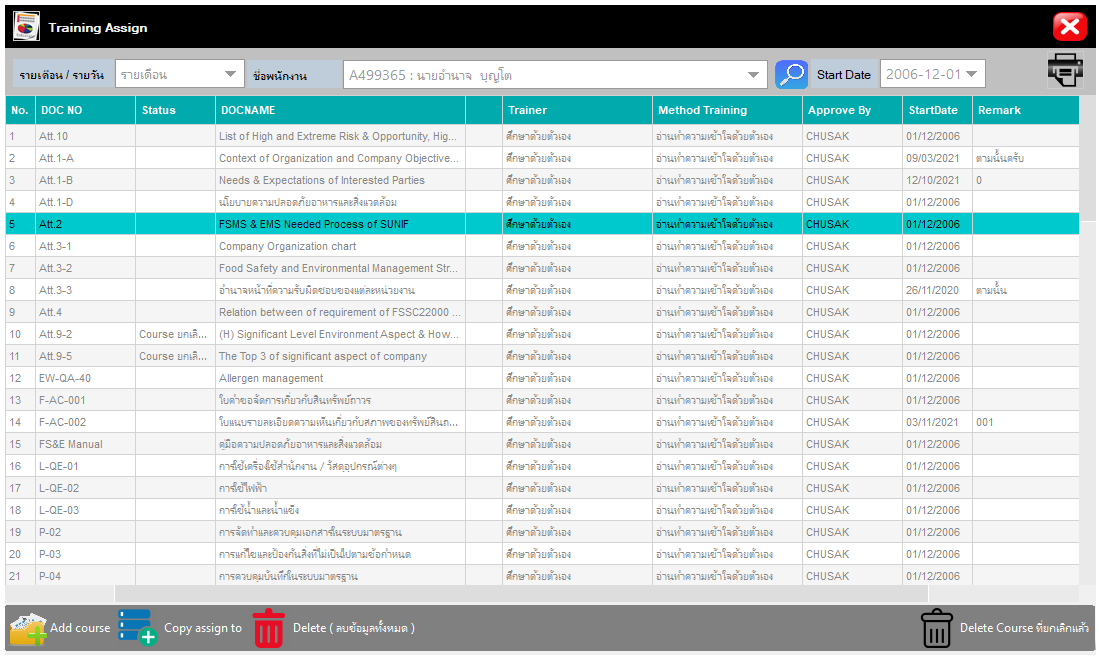 Training Assign
รายเดือน / รายวัน รายเดือน ชื่อพนักงาน A499365 : นายอำนาจ บุญโต Start Date 2006-12-01
No. DOC NO Status DOCNAME Trainer Method Training Approve By StartDate Remark
1 Att.10 List of High and Extreme Risk & Opportunity, Hig... ศึกษาด้วยตัวเอง อ่านทำความเข้าใจด้วยตัวเอง CHUSAK 01/12/2006
2 Att.1-A Context of Organization and Company Objective... ศึกษาด้วยตัวเอง อ่านทำความเข้าใจด้วยตัวเอง CHUSAK 09/03/2021 ตามนั้นครับ
3 Att.1-B Needs & Expectations of Interested Parties ศึกษาด้วยตัวเอง อ่านทำความเข้าใจด้วยตัวเอง CHUSAK 12/10/2021 0
4 Att.1-D นโยบายความปลอดภัยอาหารและสิ่งแวดล้อม ศึกษาด้วยตัวเอง อ่านทำความเข้าใจด้วยตัวเอง CHUSAK 01/12/2006
5 Att.2 FSMS & EMS Needed Process of SUNIF ศึกษาด้วยตัวเอง อ่านทำความเข้าใจด้วยตัวเอง CHUSAK 01/12/2006
6 Att.3-1 Company Organization chart ศึกษาด้วยตัวเอง อ่านทำความเข้าใจด้วยตัวเอง CHUSAK 01/12/2006
7 Att.3-2 Food Safety and Environmental Management Str... ศึกษาด้วยตัวเอง อ่านทำความเข้าใจด้วยตัวเอง CHUSAK 01/12/2006
8 Att.3-3 อำนาจหน้าที่ความรับผิดชอบของแต่ละหน่วยงาน ศึกษาด้วยตัวเอง อ่านทำความเข้าใจด้วยตัวเอง CHUSAK 26/11/2020 ตามนั้น
9 Att.4 Relation between of requirement of FSSC22000 ... ศึกษาด้วยตัวเอง อ่านทำความเข้าใจด้วยตัวเอง CHUSAK 01/12/2006
10 Att.9-2 Course ยกเลิ... (H) Significant Level Environment Aspect & How... ศึกษาด้วยตัวเอง อ่านทำความเข้าใจด้วยตัวเอง CHUSAK 01/12/2006
11 Att.9-5 Course ยกเลิ... The Top 3 of significant aspect of company ศึกษาด้วยตัวเอง อ่านทำความเข้าใจด้วยตัวเอง CHUSAK 01/12/2006
12 EW-QA-40 Allergen management ศึกษาด้วยตัวเอง อ่านทำความเข้าใจด้วยตัวเอง CHUSAK 01/12/2006
13 F-AC-001 ใบคำขอจัดการเกี่ยวกับสินทรัพย์ถาวร ศึกษาด้วยตัวเอง อ่านทำความเข้าใจด้วยตัวเอง CHUSAK 01/12/2006
14 F-AC-002 ใบแนบรายละเอียดความเห็นเกี่ยวกับสภาพของทรัพย์สินถ... ศึกษาด้วยตัวเอง อ่านทำความเข้าใจด้วยตัวเอง CHUSAK 03/11/2021 001
15 FS&E Manual คู่มือความปลอดภัยอาหารและสิ่งแวดล้อม ศึกษาด้วยตัวเอง อ่านทำความเข้าใจด้วยตัวเอง CHUSAK 01/12/2006
16 L-QE-01 การใช้เครื่องใช้สำนักงาน / วัสดุอุปกรณ์ต่างๆ ศึกษาด้วยตัวเอง อ่านทำความเข้าใจด้วยตัวเอง CHUSAK 01/12/2006
17 L-QE-02 การใช้ไฟฟ้า ศึกษาด้วยตัวเอง อ่านทำความเข้าใจด้วยตัวเอง CHUSAK 01/12/2006
18 L-QE-03 การใช้น้ำและน้ำแข็ง ศึกษาด้วยตัวเอง อ่านทำความเข้าใจด้วยตัวเอง CHUSAK 01/12/2006
19 P-02 การจัดทำและควบคุมเอกสารในระบบมาตรฐาน ศึกษาด้วยตัวเอง อ่านทำความเข้าใจด้วยตัวเอง CHUSAK 01/12/2006
20 P-03 การแก้ไขและป้องกันสิ่งที่ไม่เป็นไปตามข้อกำหนด ศึกษาด้วยตัวเอง อ่านทำความเข้าใจด้วยตัวเอง CHUSAK 01/12/2006
21 P-04 การควบคุมบันทึกในระบบมาตรฐาน ศึกษาด้วยตัวเอง อ่านทำความเข้าใจด้วยตัวเอง CHUSAK 01/12/2006
Add course Copy assign to Delete ( ลบข้อมูลทั้งหมด ) Delete Course ที่ยกเลิกแล้ว